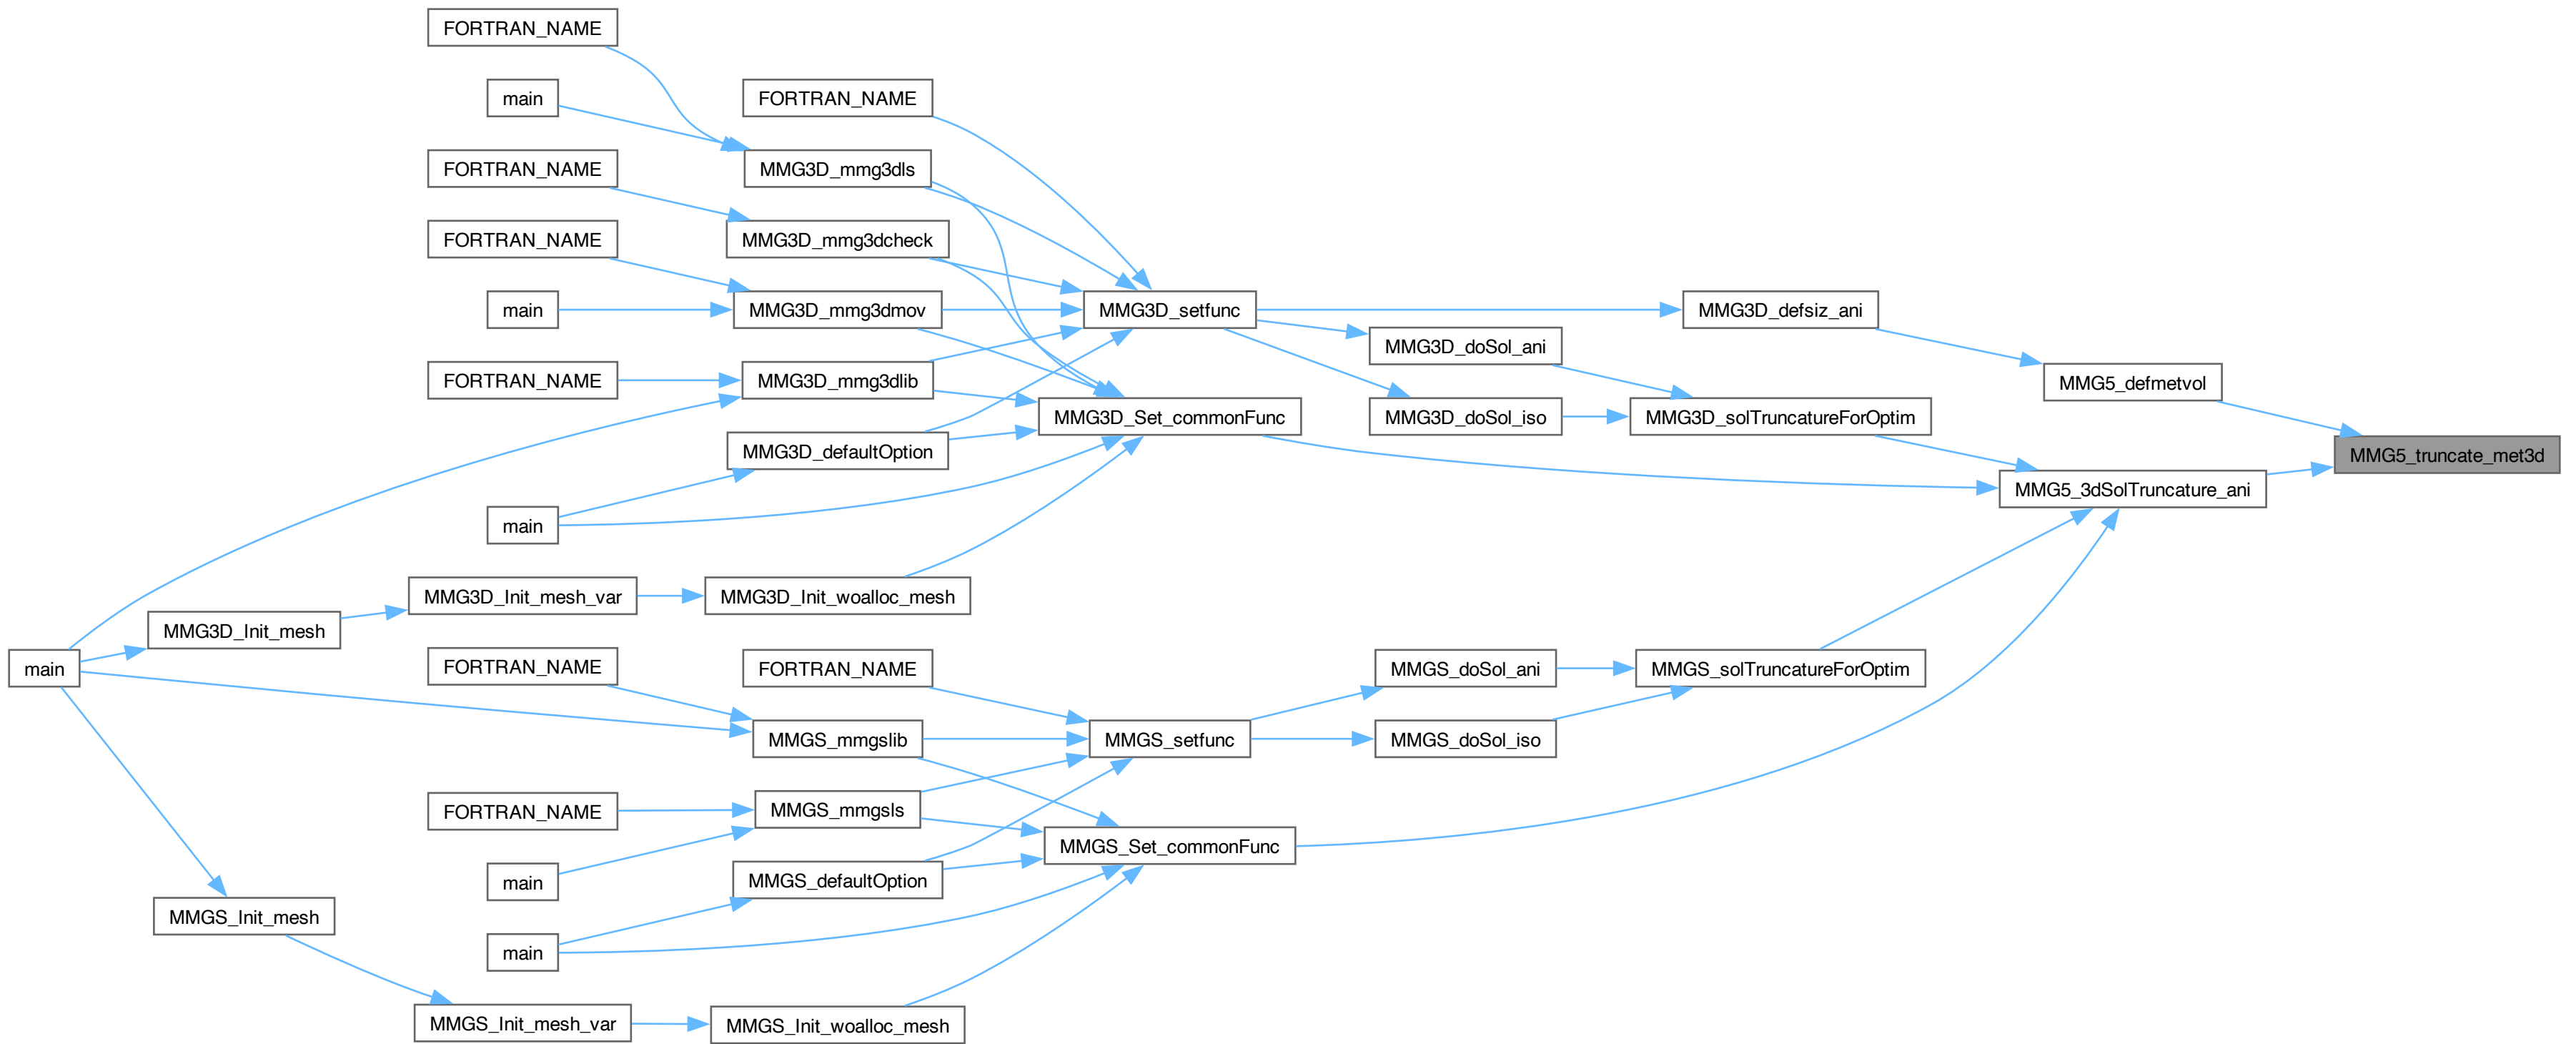 FORTRAN_NAME
main
FORTRAN_NAME
MMG3D_mmg3dls
FORTRAN_NAME
MMG3D_mmg3dcheck
FORTRAN_NAME
main
MMG3D_mmg3dmov
MMG3D_setfunc
MMG3D_defsiz_ani
MMG3D_doSol_ani
FORTRAN_NAME
MMG3D_mmg3dlib
MMG5_defmetvol
MMG3D_Set_commonFunc
MMG3D_doSol_iso
MMG3D_solTruncatureForOptim
MMG3D_defaultOption
MMG5_truncate_met3d
MMG5_3dSolTruncature_ani
main
MMG3D_Init_mesh_var
MMG3D_Init_woalloc_mesh
MMG3D_Init_mesh
main
FORTRAN_NAME
FORTRAN_NAME
MMGS_doSol_ani
MMGS_solTruncatureForOptim
MMGS_mmgslib
MMGS_setfunc
MMGS_doSol_iso
FORTRAN_NAME
MMGS_mmgsls
MMGS_Set_commonFunc
main
MMGS_defaultOption
MMGS_Init_mesh
main
MMGS_Init_mesh_var
MMGS_Init_woalloc_mesh